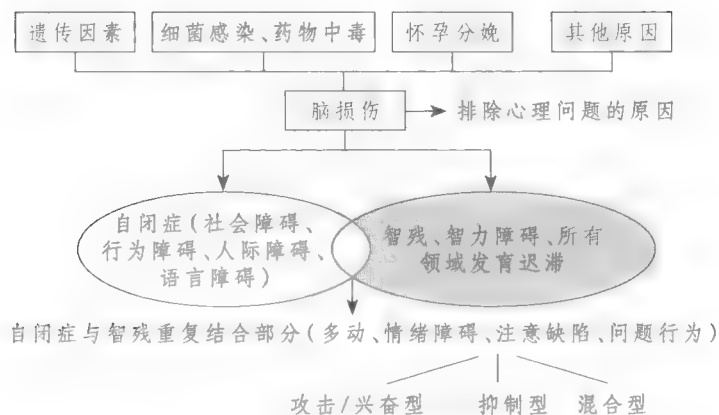 遗传因素
细菌感染、药物中毒
怀孕分娩
其他原因
脑损伤
排除心理问题的原因
自闭症(社会障碍、
行为障碍、人际障碍、
语言障碍)
智残、智力障碍、所有
领域发育迟滞
自闭症与智残重复结合部分(多动、情绪障碍、注意缺陷、问题行为)
攻击/兴奋型
抑制型
混合型